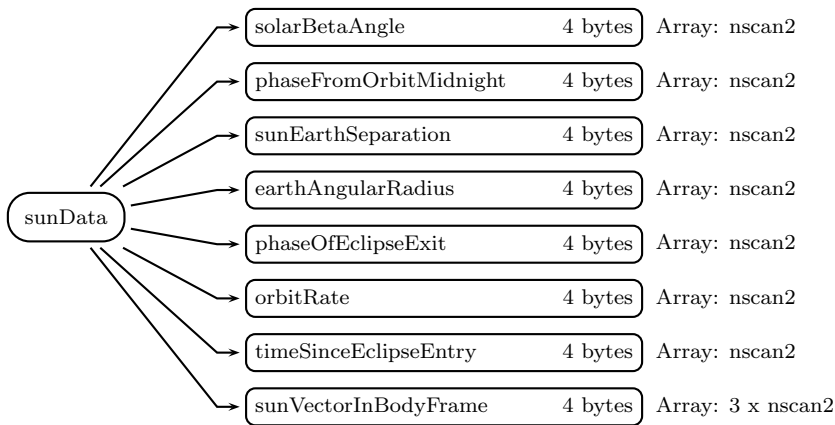 solarBetaAngle 4 bytes Array: nscan2
phaseFromOrbitMidnight 4 bytes Array: nscan2
sunEarthSeparation 4 bytes Array: nscan2
earthAngularRadius 4 bytes Array: nscan2
sunData
phaseOfEclipseExit 4 bytes Array: nscan2
orbitRate 4 bytes Array: nscan2
timeSinceEclipseEntry 4 bytes Array: nscan2
sunVectorInBodyFrame 4 bytes Array: 3 x nscan2